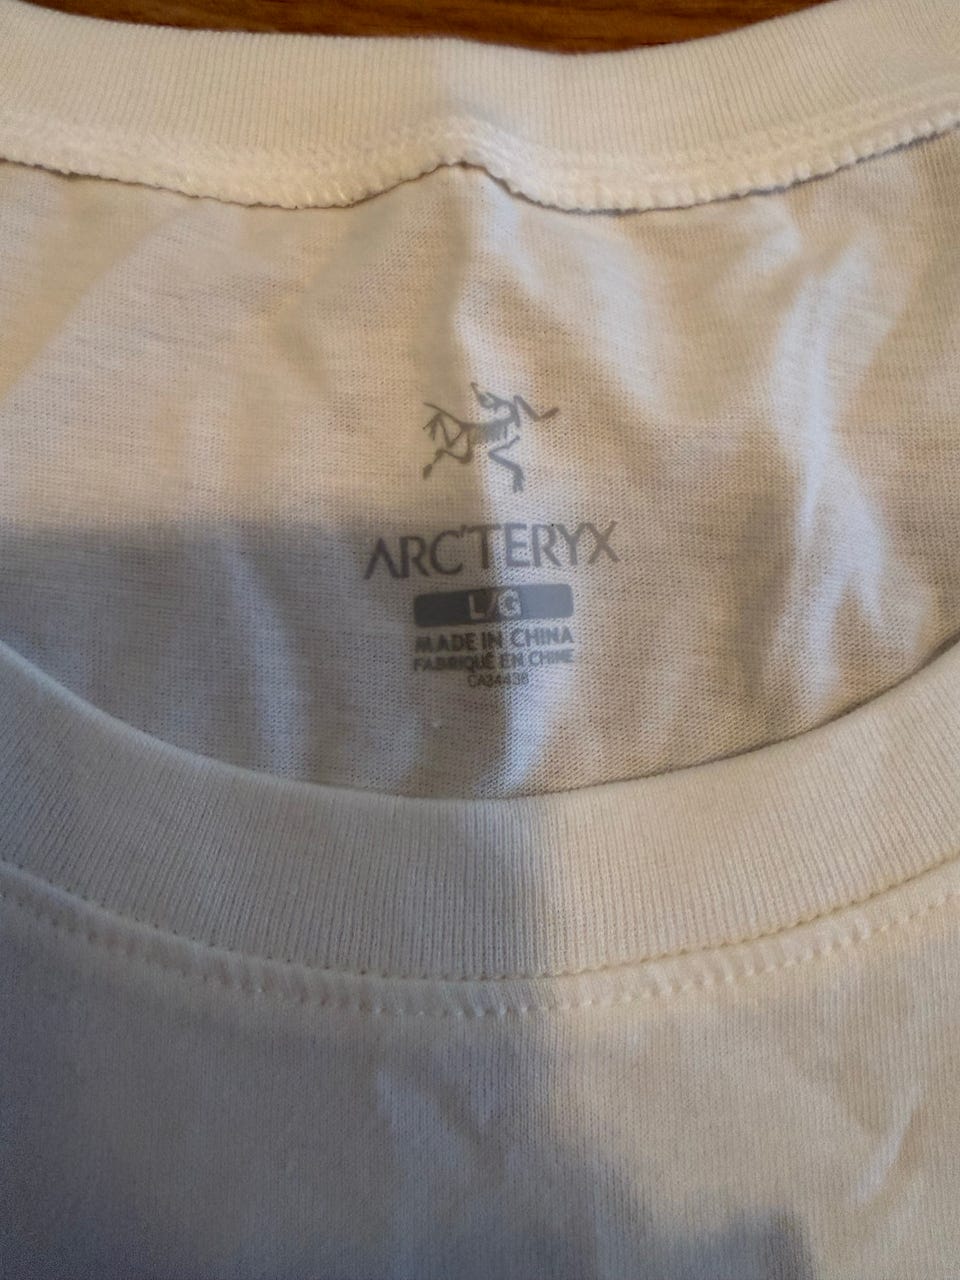 ARC'TERYX
L/G
MADE IN CHINA
FABRIQUÉ EN CHINE